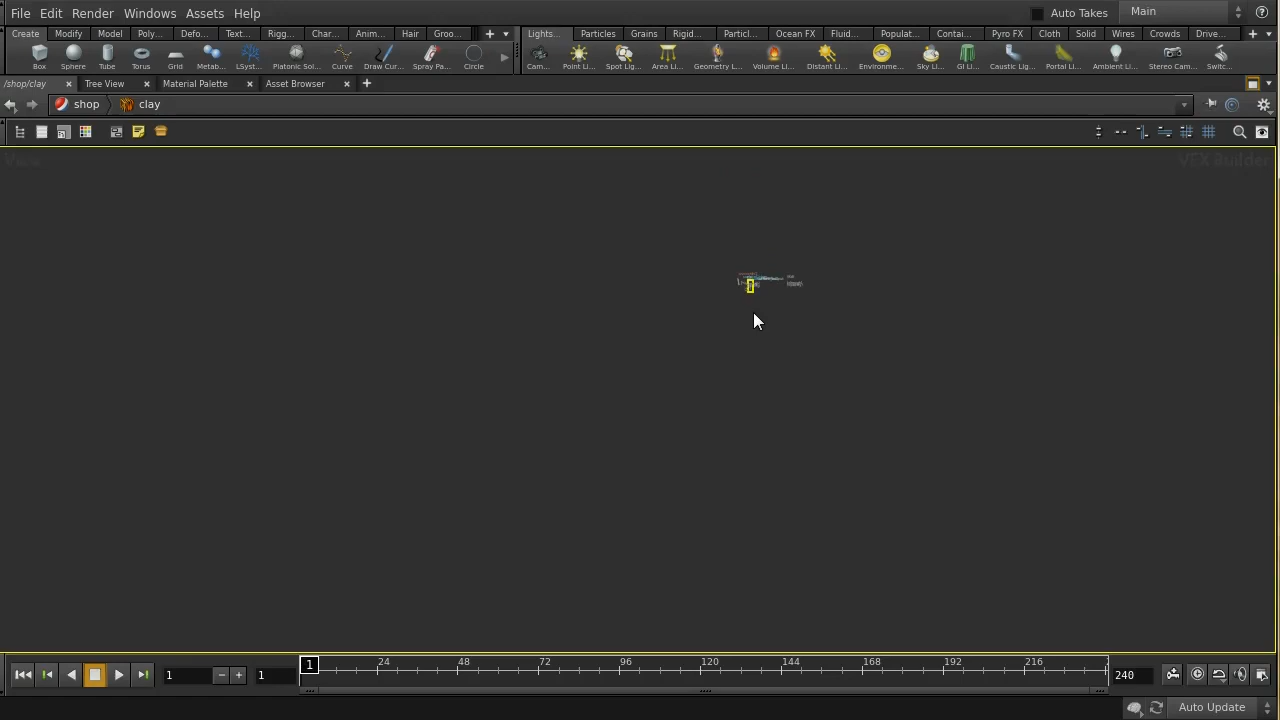 File Edit Render Windows Assets Help Auto Takes Main
Create Modify Model Poly... Defo... Text... Rigg... Char... Anim... Hair Groo... Lights... Particles Grains Rigid... Particl... Ocean FX Fluid... Populat... Contai... Pyro FX Cloth Solid Wires Crowds Drive...
Box Sphere Tube Torus Grid Metab... LSyst... Platonic Sol... Curve Draw Cur... Spray Pa... Circle Cam... Point Li... Spot Lig... Area Li... Geometry L... Volume Li... Distant Li... Environme... Sky Li... GI Li... Caustic Lig... Portal Li... Ambient Li... Stereo Cam... Switc...
/shop/clay Tree View Material Palette Asset Browser
shop clay
VEX Builder
1 1 1 24 48 72 96 120 144 168 192 216 240
Auto Update